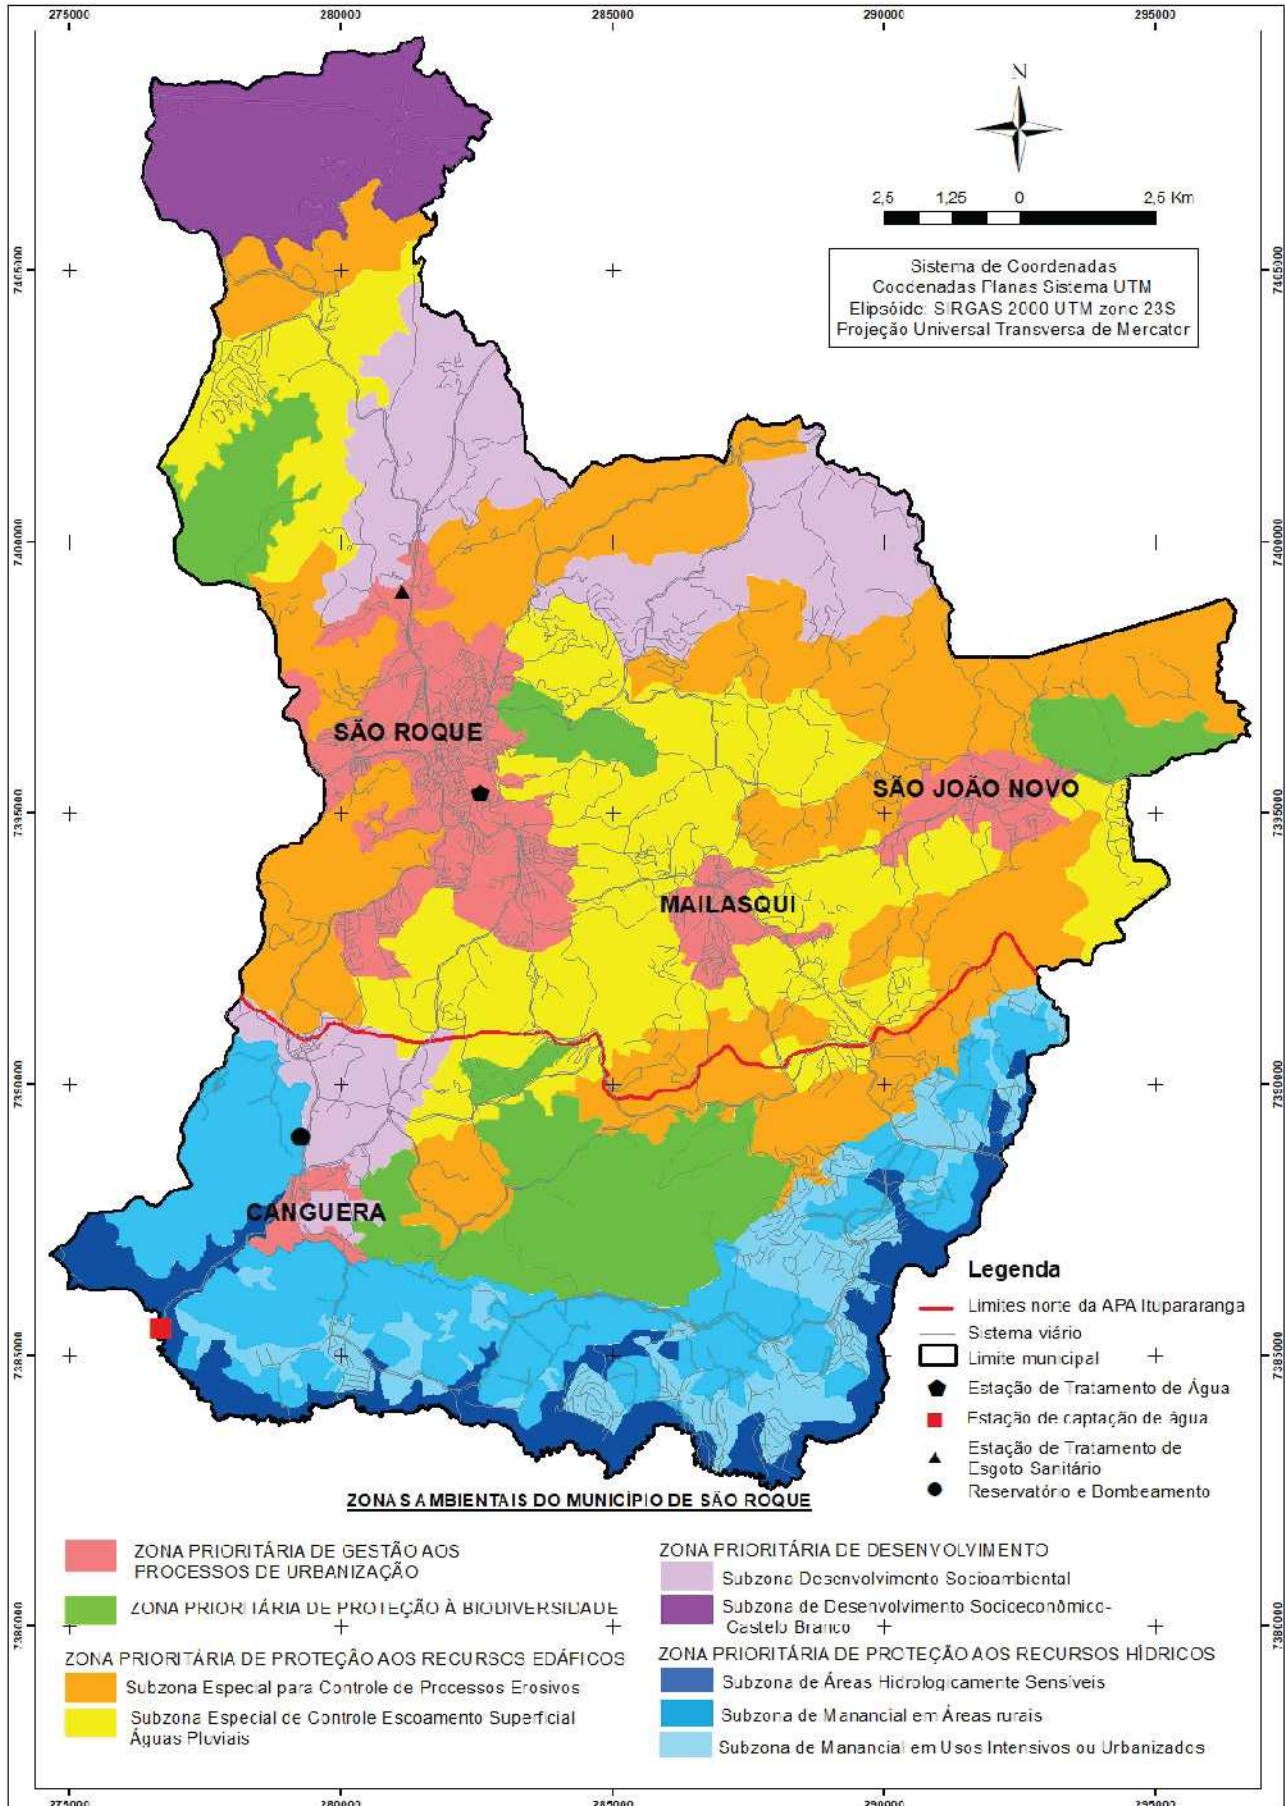 275000 280000 285000 290000 295000
N
2,5 1,25 0 2,5 Km
Sistema de Coordenadas
Coodenadas Planas Sistema UTM
Elipsóide: SIRGAS 2000 UTM zone 23S
Projeção Universal Transversa de Mercator
7405000 7405000
7400000 7400000
SÃO ROQUE
SÃO JOÃO NOVO
7395000 7395000
MAILASQUI
7390000 7390000
CANGUERA
Legenda
Limites norte da APA Itupararanga
Sistema viário
Limite municipal
7385000 7385000
Estação de Tratamento de Água
Estação de captação de água
Estação de Tratamento de
Esgoto Sanitário
Reservatório e Bombeamento
ZONAS AMBIENTAIS DO MUNICÍPIO DE SÃO ROQUE
ZONA PRIORITÁRIA DE GESTÃO AOS
PROCESSOS DE URBANIZAÇÃO
ZONA PRIORITÁRIA DE PROTEÇÃO À BIODIVERSIDADE
ZONA PRIORITÁRIA DE PROTEÇÃO AOS RECURSOS EDÁFICOS
Subzona Especial para Controle de Processos Erosivos
Subzona Especial de Controle Escoamento Superficial
Águas Pluviais
ZONA PRIORITÁRIA DE DESENVOLVIMENTO
Subzona Desenvolvimento Socioambiental
Subzona de Desenvolvimento Socioeconômico-
Castelo Branco
ZONA PRIORITÁRIA DE PROTEÇÃO AOS RECURSOS HÍDRICOS
Subzona de Áreas Hidrologicamente Sensíveis
Subzona de Manancial em Áreas rurais
Subzona de Manancial em Usos Intensivos ou Urbanizados
7380000 7380000
275000 280000 285000 290000 295000